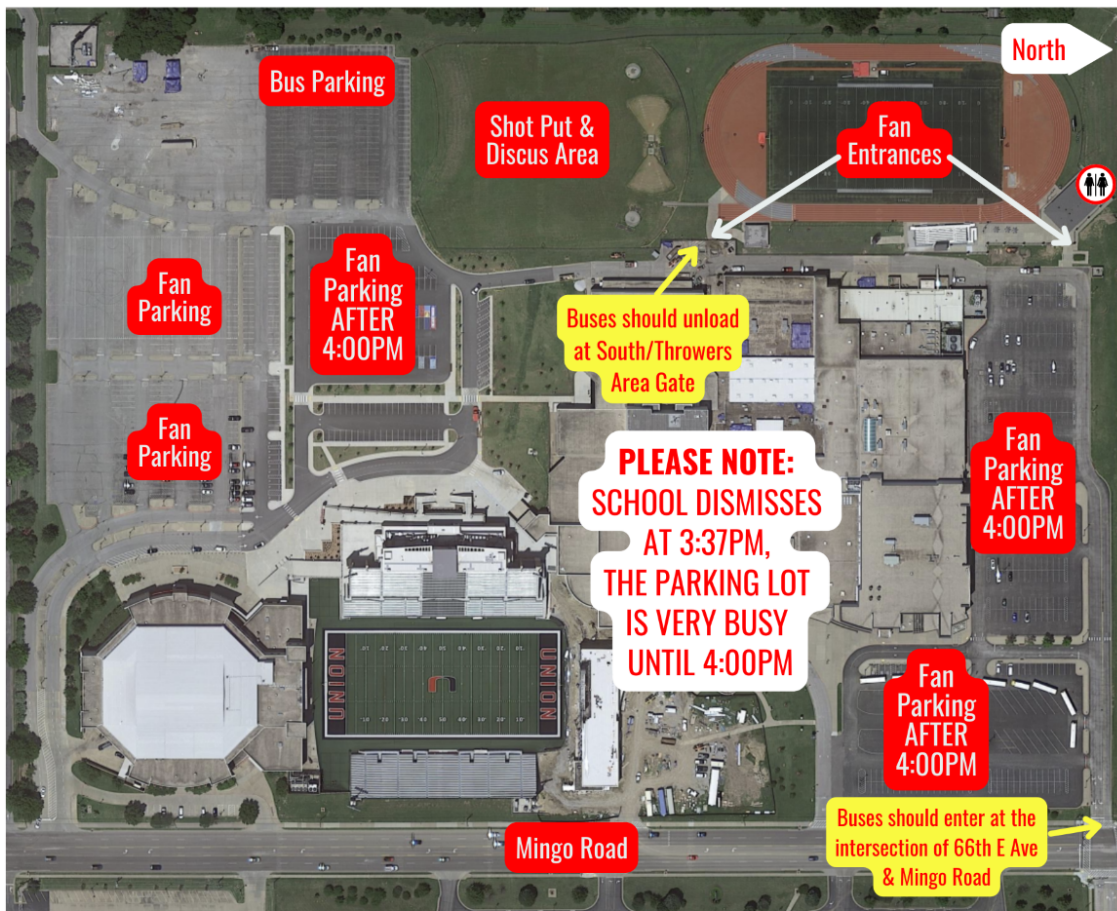 North
Bus Parking
Shot Put &
Discus Area
Fan
Entrances
Fan
Parking
Fan
Parking
AFTER
4:00PM
Buses should unload
at South/Throwers
Area Gate
Fan
Parking
PLEASE NOTE:
SCHOOL DISMISSES
AT 3:37PM,
THE PARKING LOT
IS VERY BUSY
UNTIL 4:00PM
Fan
Parking
AFTER
4:00PM
UNION
UNION
Fan
Parking
AFTER
4:00PM
Mingo Road
Buses should enter at the
intersection of 66th E Ave
& Mingo Road